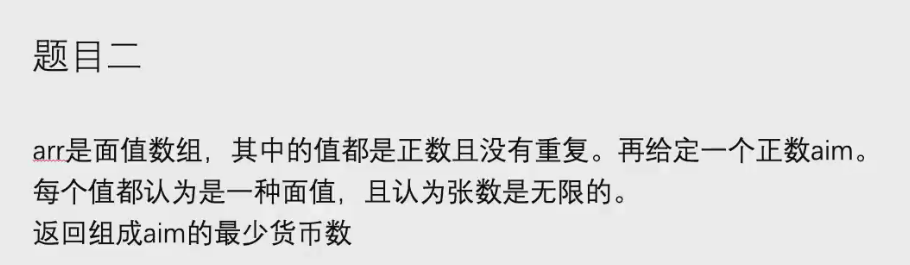 题目二
arr是面值数组，其中的值都是正数且没有重复。再给定一个正数aim。
每个值都认为是一种面值，且认为张数是无限的。
返回组成aim的最少货币数